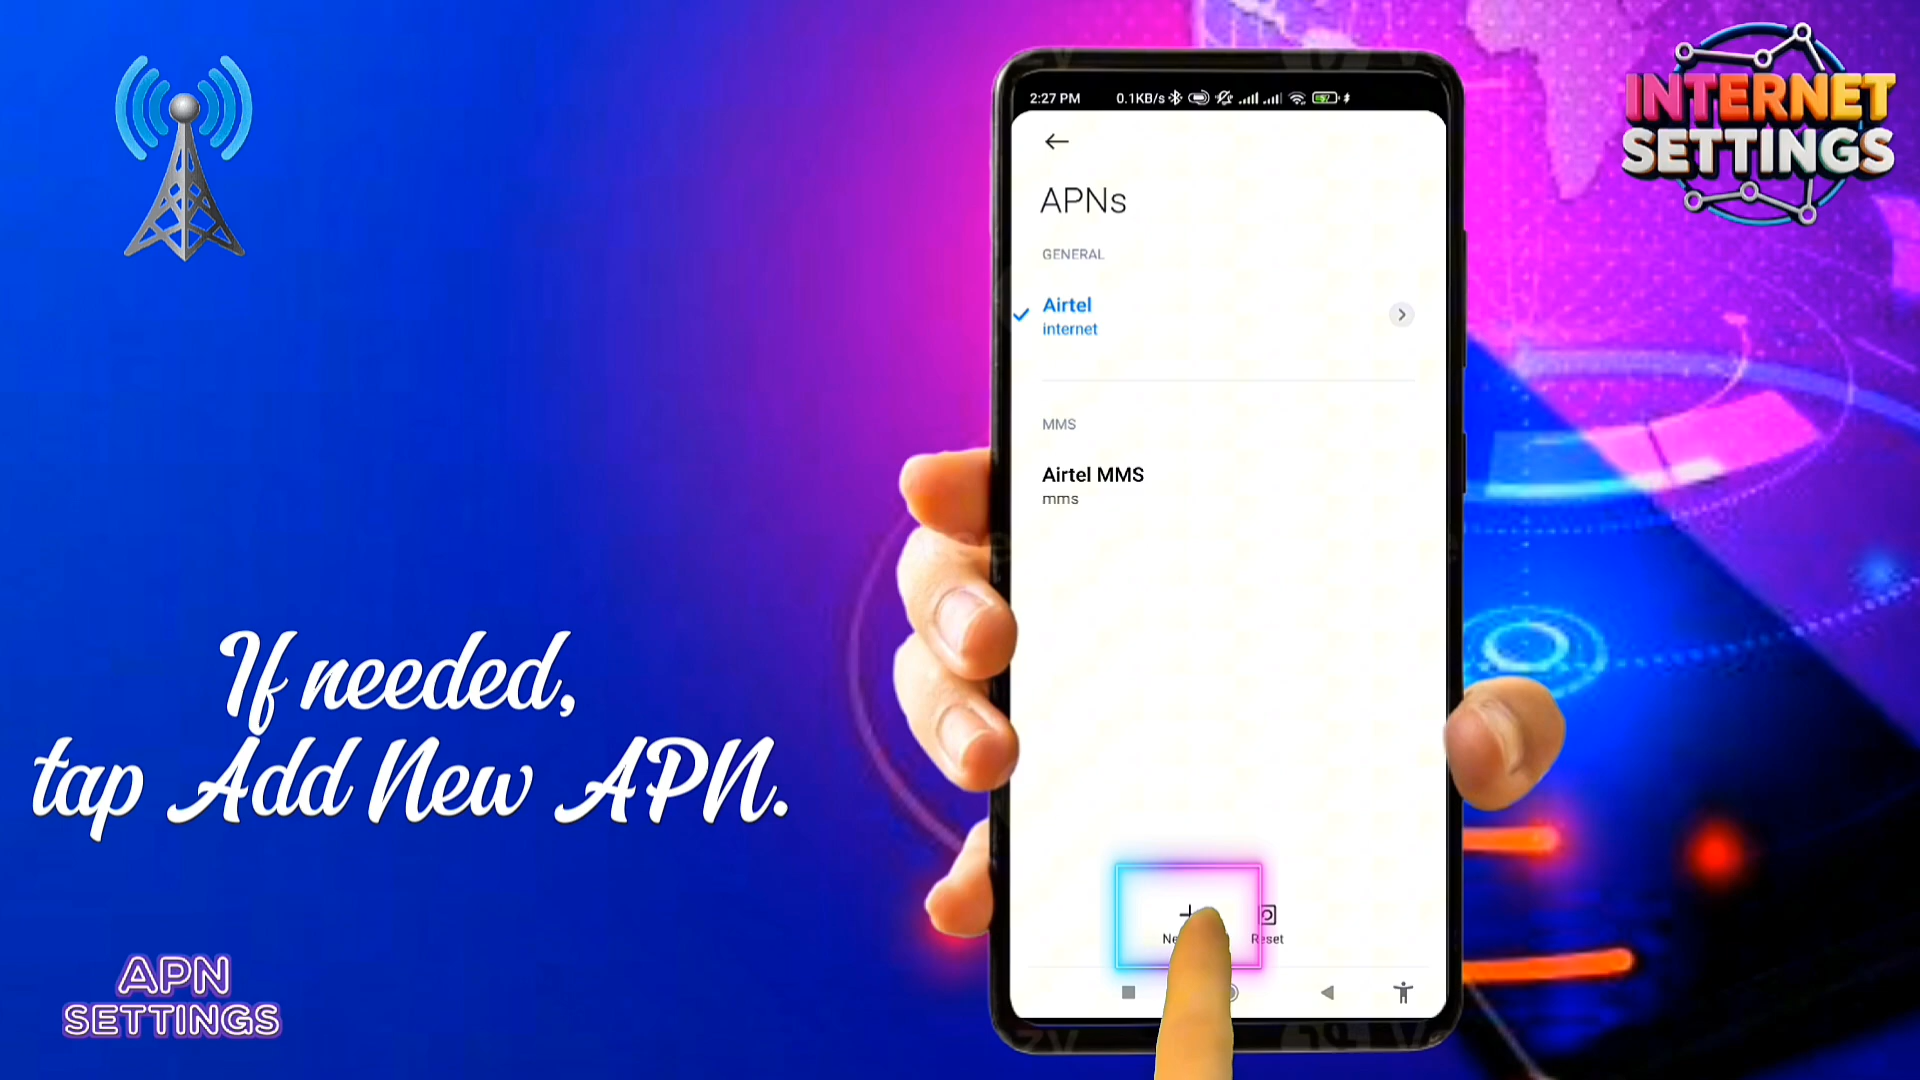 INTERNET
SETTINGS
2:27 PM 0.1KB/s
APNs
GENERAL
Airtel
internet
MMS
Airtel MMS
mms
Reset
If needed,
tap Add New APN.
APN
SETTINGS